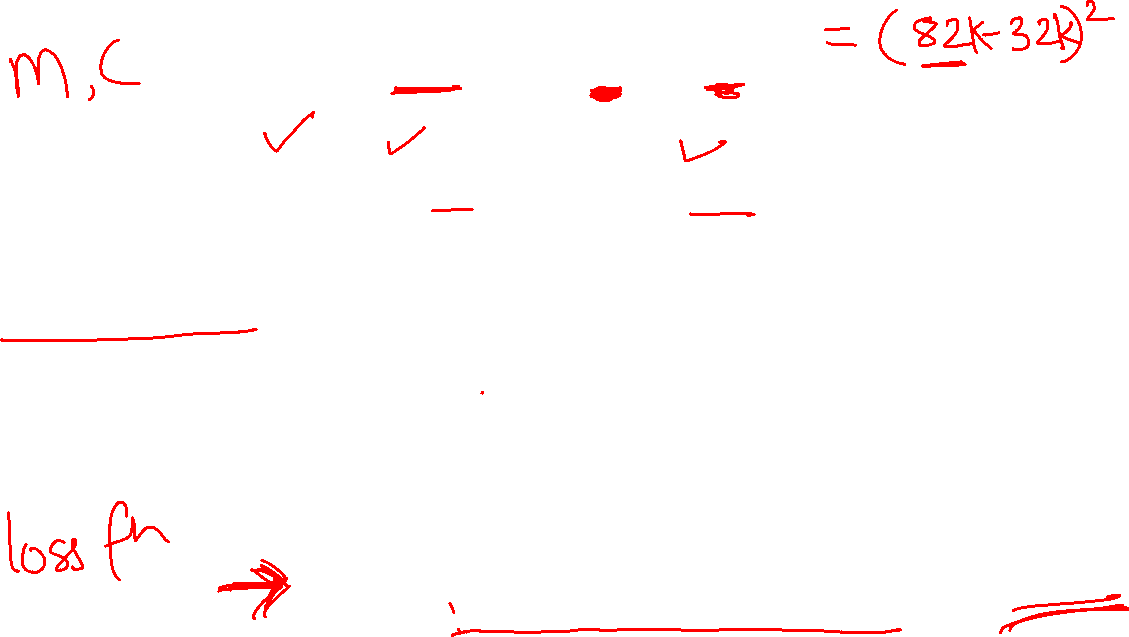 = (82K-32K)²
m, C
loss fn